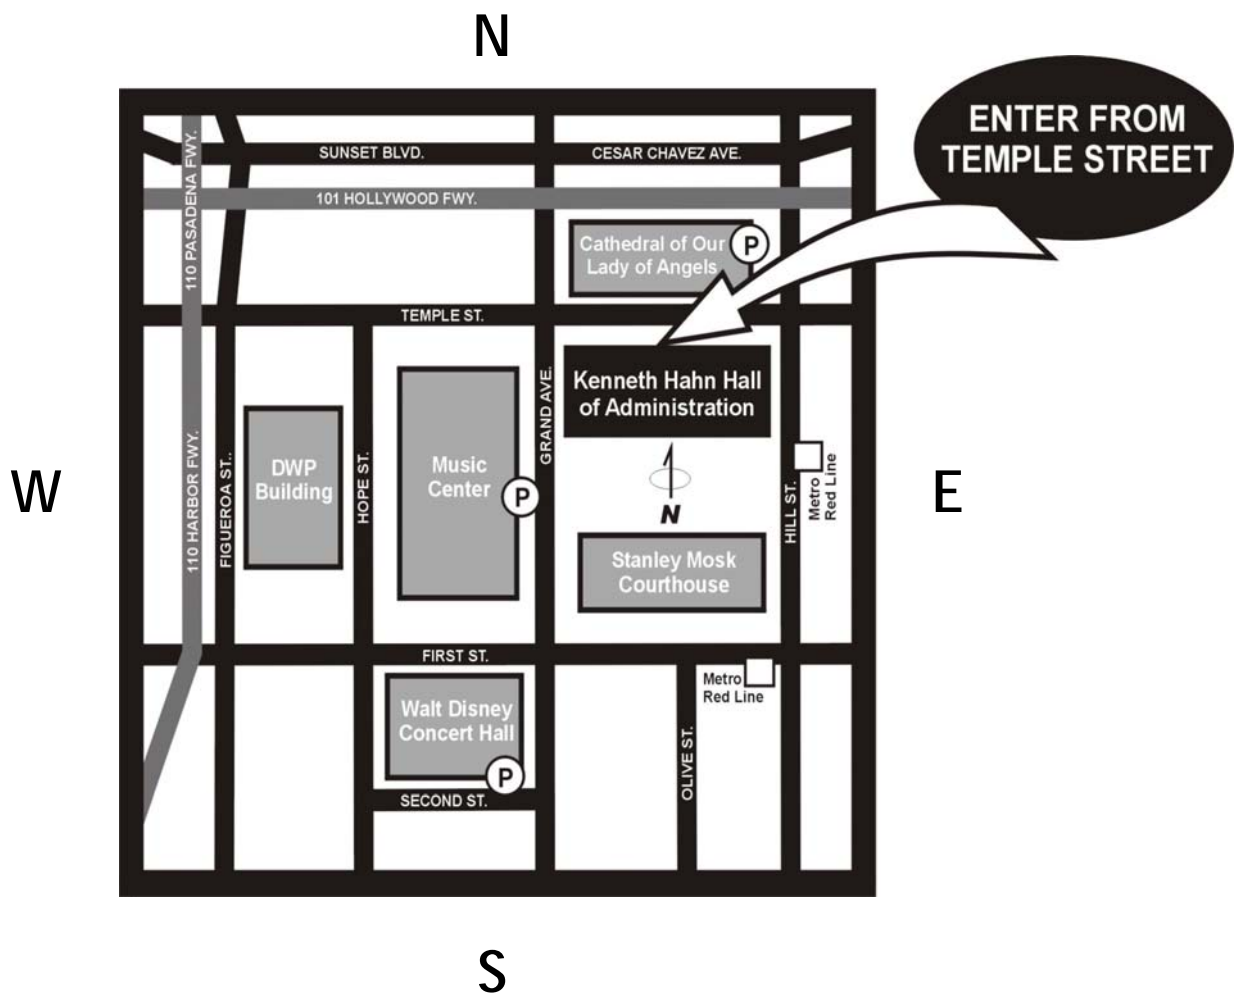 N
ENTER FROM
TEMPLE STREET
SUNSET BLVD.
CESAR CHAVEZ AVE.
110 PASADENA FWY.
101 HOLLYWOOD FWY.
Cathedral of Our
Lady of Angels
P
TEMPLE ST.
Kenneth Hahn Hall
of Administration
GRAND AVE.
W
110 HARBOR FWY.
FIGUEROA ST..
DWP
Building
HOPE ST.
Music
Center
P
N
HILL ST.
Metro
Red Line
E
Stanley Mosk
Courthouse
FIRST ST.
Walt Disney
Concert Hall
P
Metro
Red Line
OLIVE ST.
SECOND ST.
S